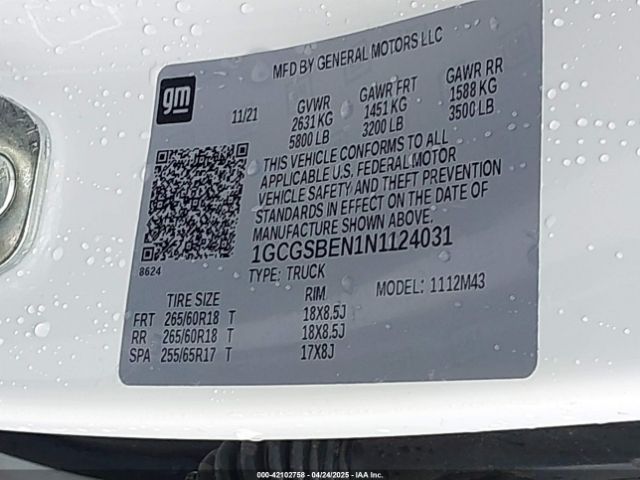 MFD BY GENERAL MOTORS LLC
gm
11/21
GVWR
2631 KG
5800 LB
GAWR FRT
1451 KG
3200 LB
GAWR RR
1588 KG
3500 LB
THIS VEHICLE CONFORMS TO ALL
APPLICABLE U.S. FEDERAL MOTOR
VEHICLE SAFETY AND THEFT PREVENTION
STANDARDS IN EFFECT ON THE DATE OF
MANUFACTURE SHOWN ABOVE.
1GCGSBEN1N1124031
8624
TYPE: TRUCK
MODEL: 1112M43
TIRE SIZE RIM
FRT 265/60R18 T 18X8.5J
RR 265/60R18 T 18X8.5J
SPA 255/65R17 T 17X8J
000-42102758 - 04/24/2025 - IAA Inc.